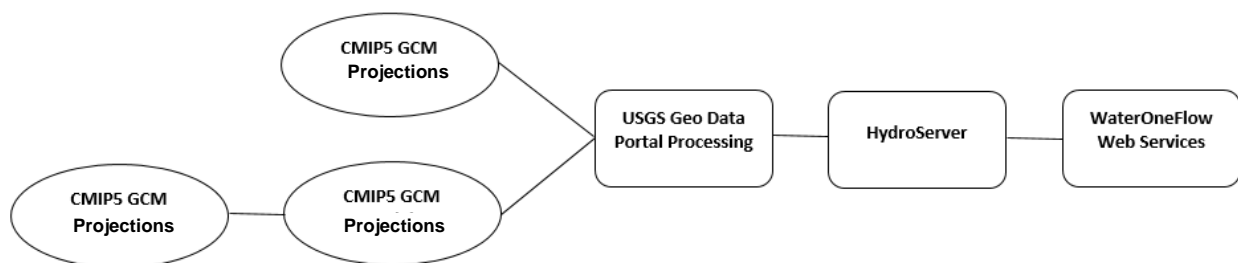 CMIP5 GCM
Projections
CMIP5 GCM
Projections
CMIP5 GCM
Projections
USGS Geo Data
Portal Processing
HydroServer
WaterOneFlow
Web Services